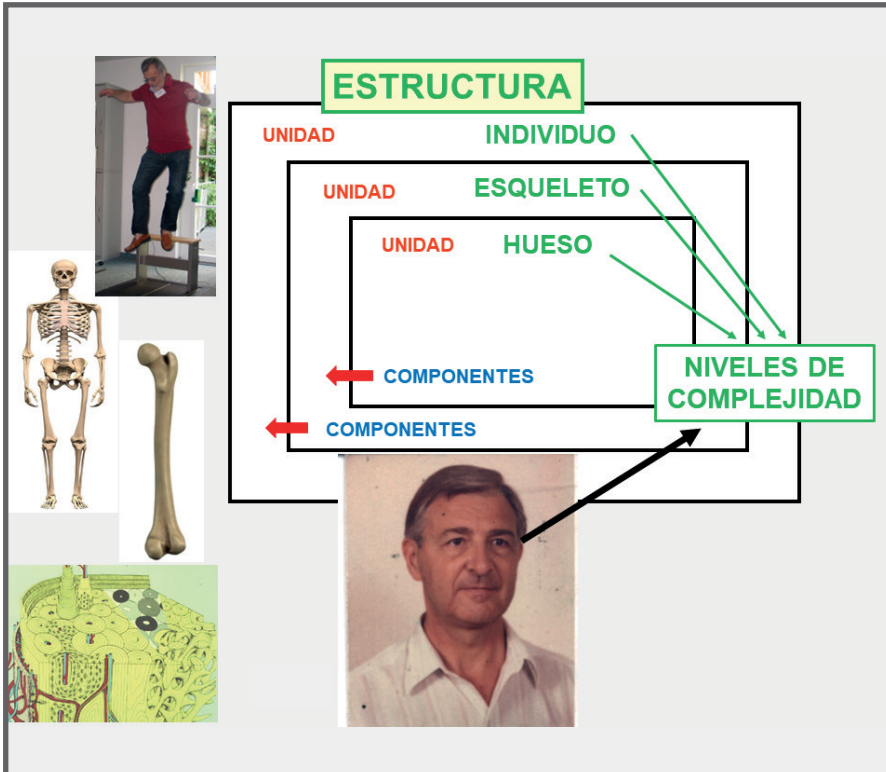 ESTRUCTURA
UNIDAD INDIVIDUO
UNIDAD ESQUELETO
UNIDAD HUESO
NIVELES DE
COMPLEJIDAD
COMPONENTES
COMPONENTES